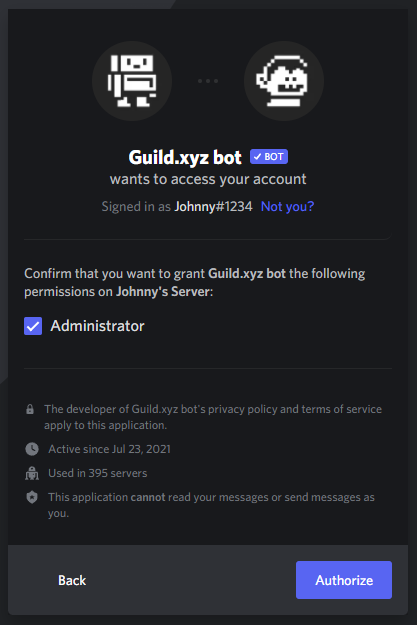 Guild.xyz bot ✓ BOT
wants to access your account
Signed in as Johnny#1234 Not you?
Confirm that you want to grant Guild.xyz bot the following
permissions on Johnny's Server:
Administrator
The developer of Guild.xyz bot's privacy policy and terms of service
apply to this application.
Active since Jul 23, 2021
Used in 395 servers
This application cannot read your messages or send messages as
you.
Back
Authorize